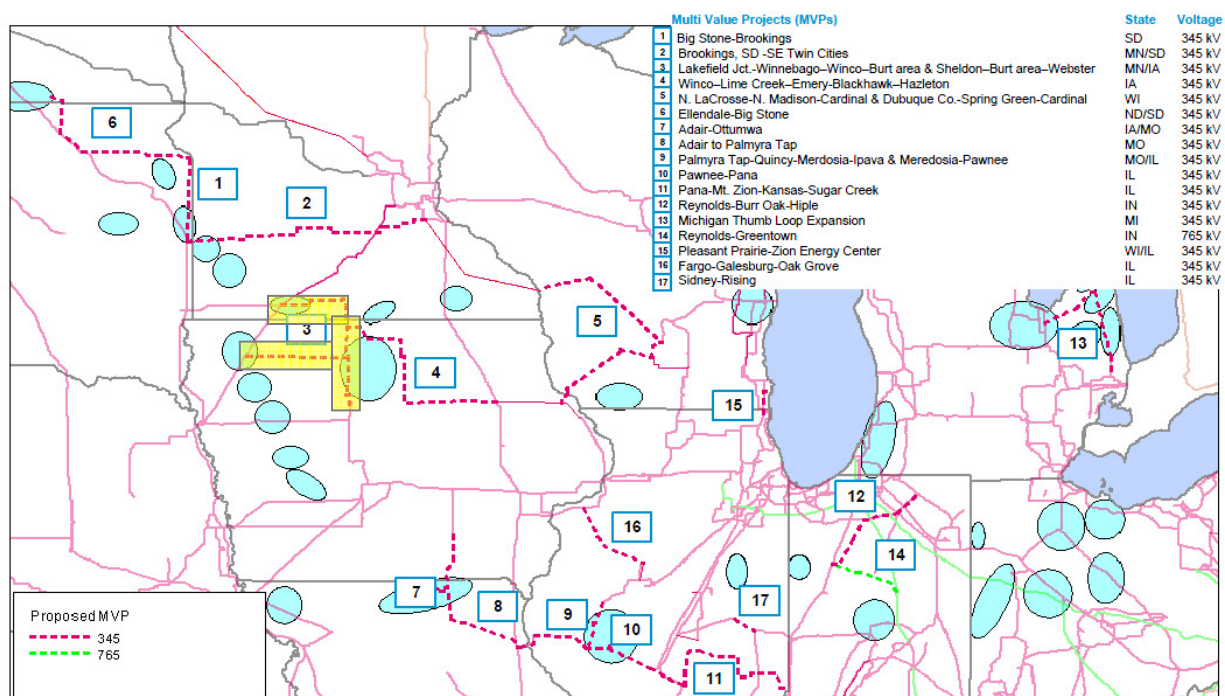 Multi Value Projects (MVPs) State Voltage
1 Big Stone-Brookings SD 345 kV
2 Brookings, SD -SE Twin Cities MN/SD 345 kV
3 Lakefield Jct.-Winnebago–Winco–Burt area & Sheldon–Burt area–Webster MN/IA 345 kV
4 Winco–Lime Creek–Emery-Blackhawk–Hazleton IA 345 kV
5 N. LaCrosse-N. Madison-Cardinal & Dubuque Co.-Spring Green-Cardinal WI 345 kV
6 Ellendale-Big Stone ND/SD 345 kV
7 Adair-Ottumwa IA/MO 345 kV
8 Adair to Palmyra Tap MO 345 kV
9 Palmyra Tap-Quincy-Merdosia-Ipava & Meredosia-Pawnee MO/IL 345 kV
10 Pawnee-Pana IL 345 kV
11 Pana-Mt. Zion-Kansas-Sugar Creek IL 345 kV
12 Reynolds-Burr Oak-Hiple IN 345 kV
13 Michigan Thumb Loop Expansion MI 345 kV
14 Reynolds-Greentown IN 765 kV
15 Pleasant Prairie-Zion Energy Center WI/IL 345 kV
16 Fargo-Galesburg-Oak Grove IL 345 kV
17 Sidney-Rising IL 345 kV
6
1
2
3
5
13
4
15
12
16
14
7
8
9
10
17
11
Proposed MVP
345
765